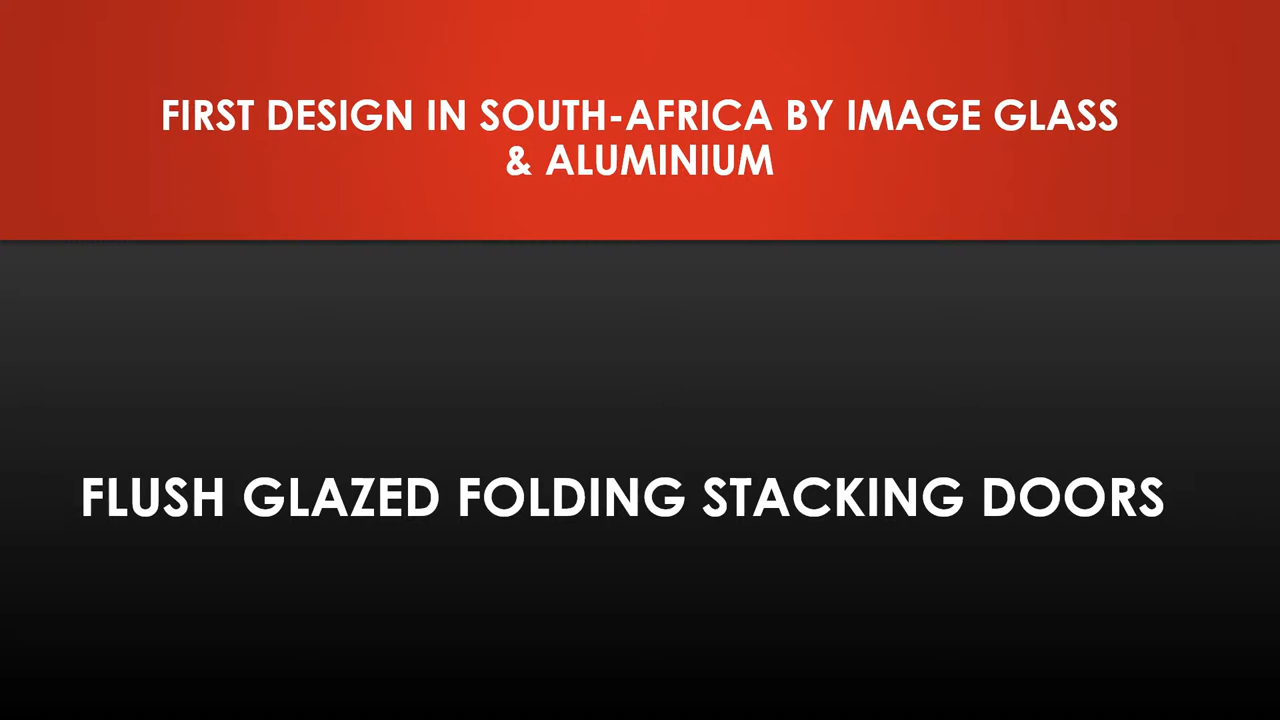 FIRST DESIGN IN SOUTH-AFRICA BY IMAGE GLASS
& ALUMINIUM
FLUSH GLAZED FOLDING STACKING DOORS